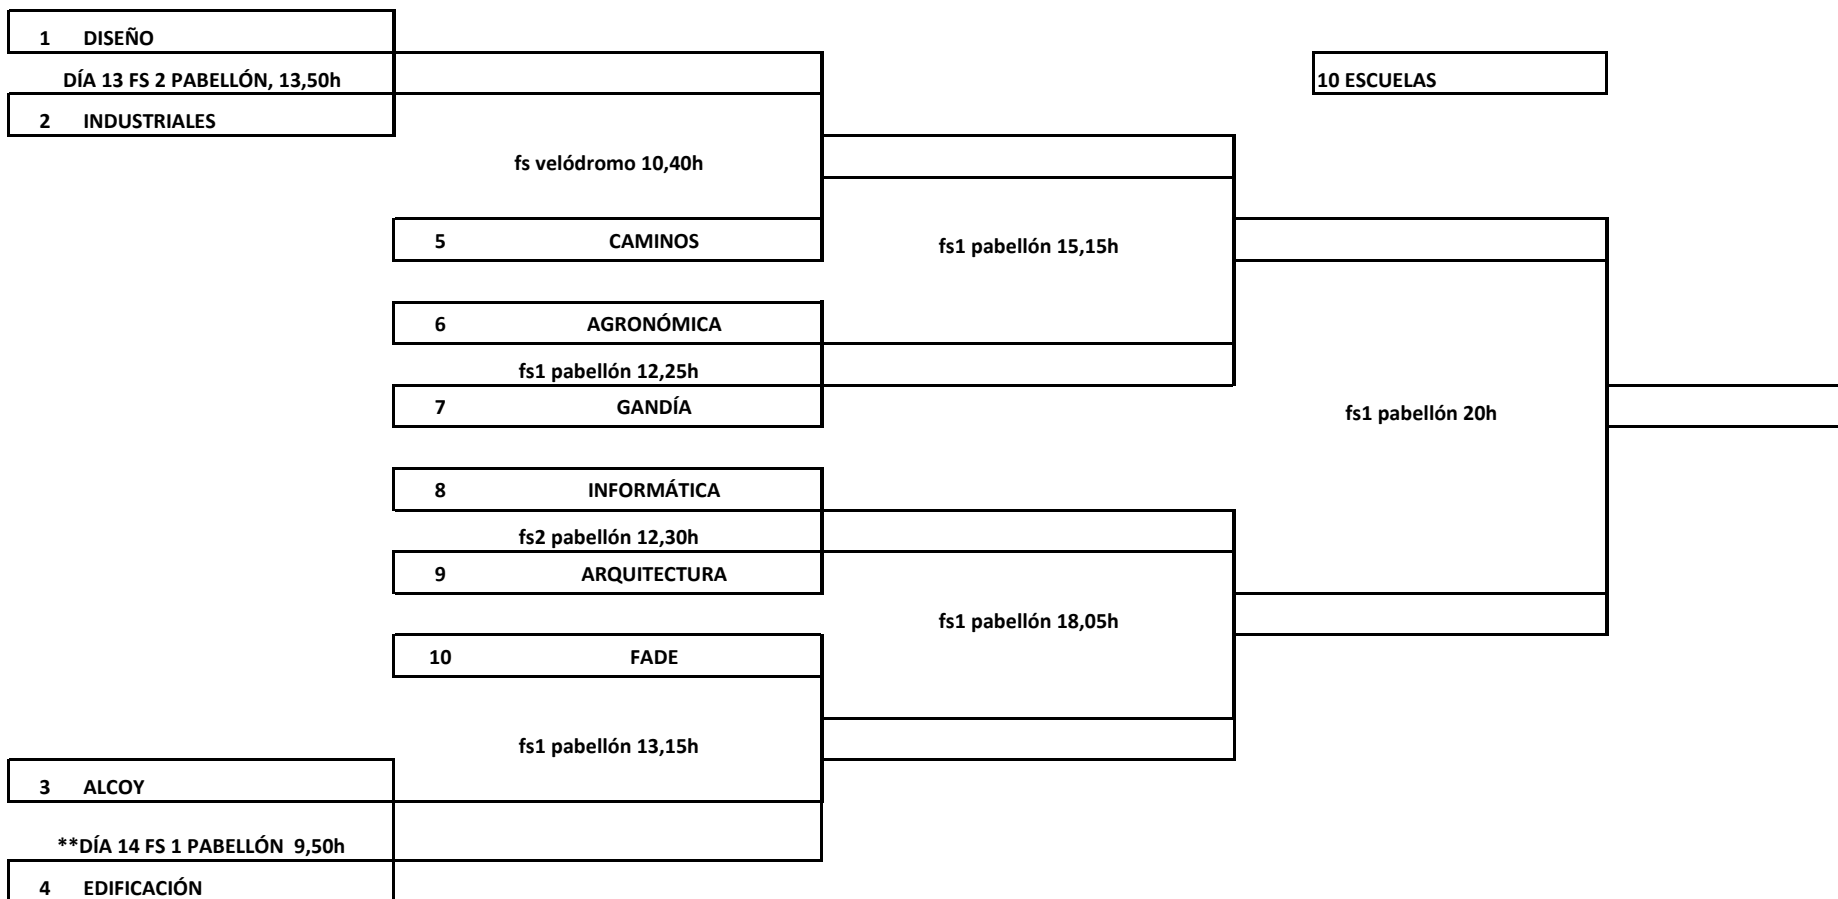 1 DISEÑO
DÍA 13 FS 2 PABELLÓN, 13,50h
10 ESCUELAS
2 INDUSTRIALES
fs velódromo 10,40h
5 CAMINOS
fs1 pabellón 15,15h
6 AGRONÓMICA
fs1 pabellón 12,25h
7 GANDÍA
fs1 pabellón 20h
8 INFORMÁTICA
fs2 pabellón 12,30h
9 ARQUITECTURA
fs1 pabellón 18,05h
10 FADE
fs1 pabellón 13,15h
3 ALCOY
**DÍA 14 FS 1 PABELLÓN 9,50h
4 EDIFICACIÓN